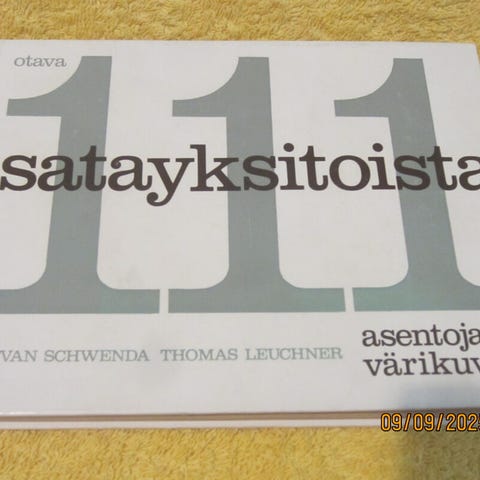 otava
111
satayksitoista
VAN SCHWENDA THOMAS LEUCHNER
asentoja
värikuv
09/09/202